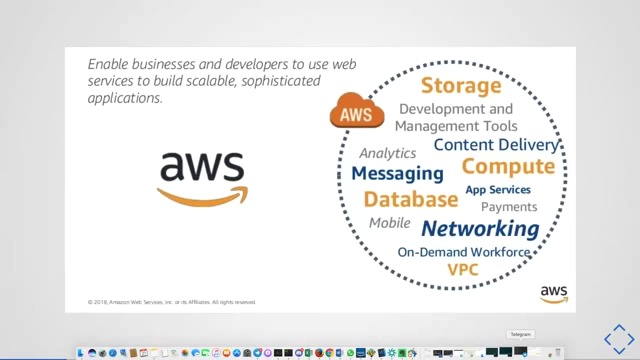 Enable businesses and developers to use web
services to build scalable, sophisticated
applications.
aws
AWS
Storage
Development and
Management Tools
Content Delivery
Analytics
Compute
Messaging
App Services
Database
Payments
Mobile
Networking
On-Demand Workforce
VPC
© 2018, Amazon Web Services, Inc. or its Affiliates. All rights reserved.
aws
Telegram